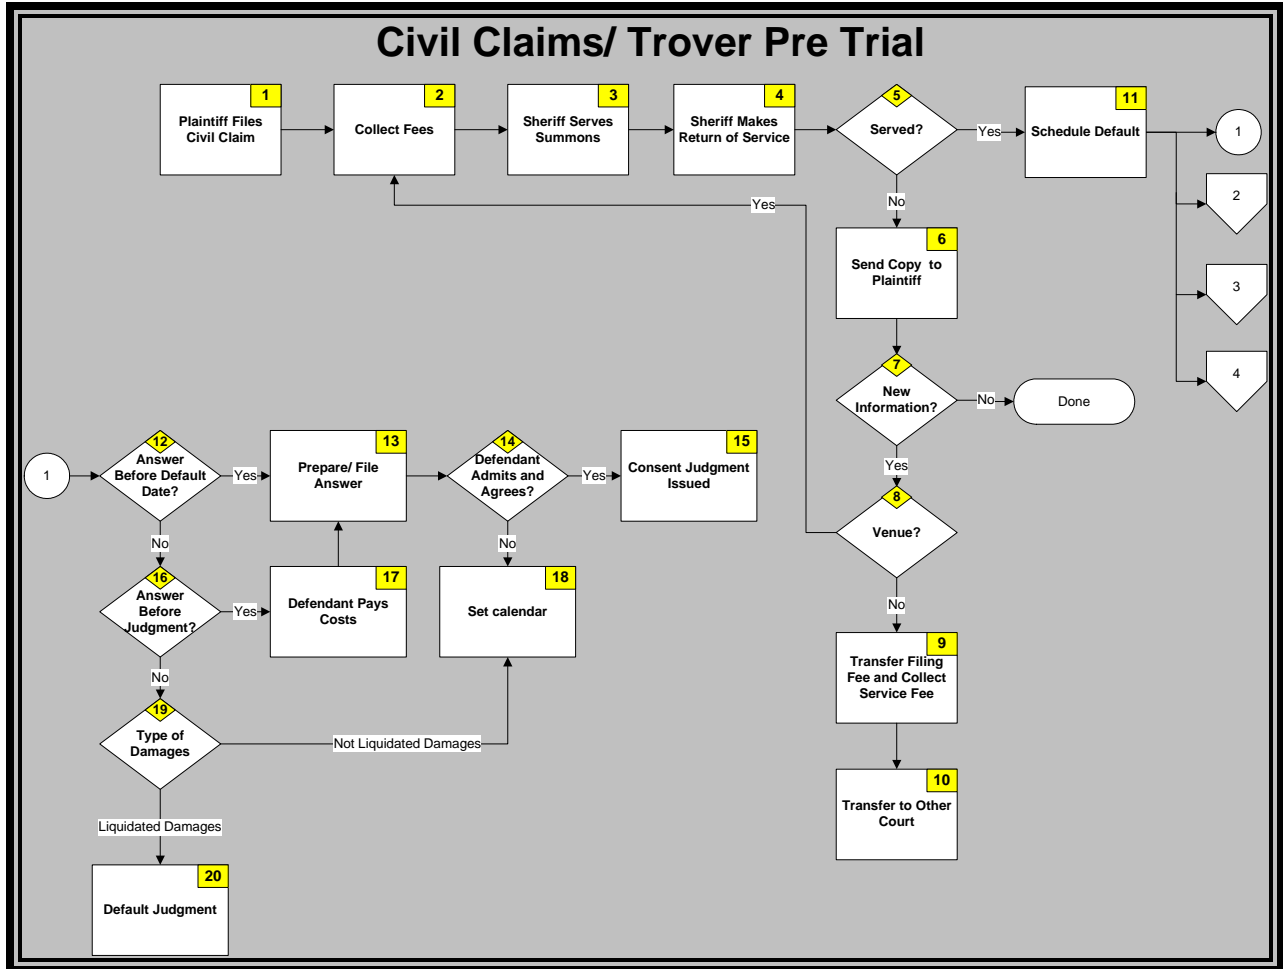 Civil Claims/ Trover Pre Trial
1
Plaintiff Files
Civil Claim
2
Collect Fees
3
Sheriff Serves
Summons
4
Sheriff Makes
Return of Service
5
Served?
Yes
11
Schedule Default
1
2
3
4
No
Yes
6
Send Copy to
Plaintiff
7
New
Information?
No
Done
Yes
8
Venue?
No
9
Transfer Filing
Fee and Collect
Service Fee
10
Transfer to Other
Court
1
12
Answer
Before Default
Date?
Yes
13
Prepare/ File
Answer
14
Defendant
Admits and
Agrees?
Yes
15
Consent Judgment
Issued
No
No
16
Answer
Before
Judgment?
Yes
17
Defendant Pays
Costs
18
Set calendar
No
19
Type of
Damages
Not Liquidated Damages
Liquidated Damages
20
Default Judgment